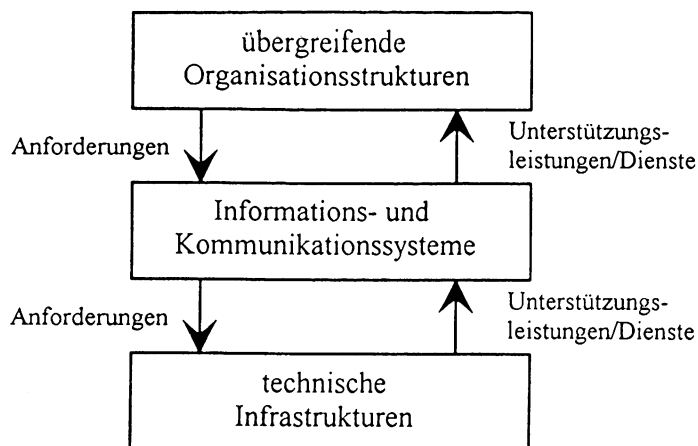 übergreifende
Organisationsstrukturen
Anforderungen
Unterstützungs-
leistungen/Dienste
Informations- und
Kommunikationssysteme
Anforderungen
Unterstützungs-
leistungen/Dienste
technische
Infrastrukturen